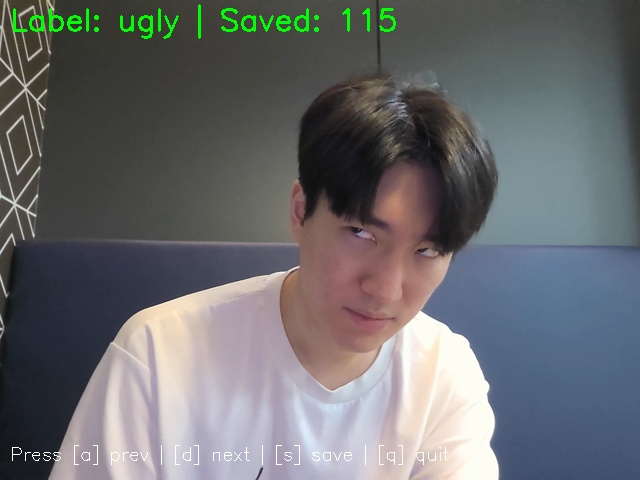 Label: ugly | Saved: 115
Press [a] prev | [d] next | [s] save | [q] quit